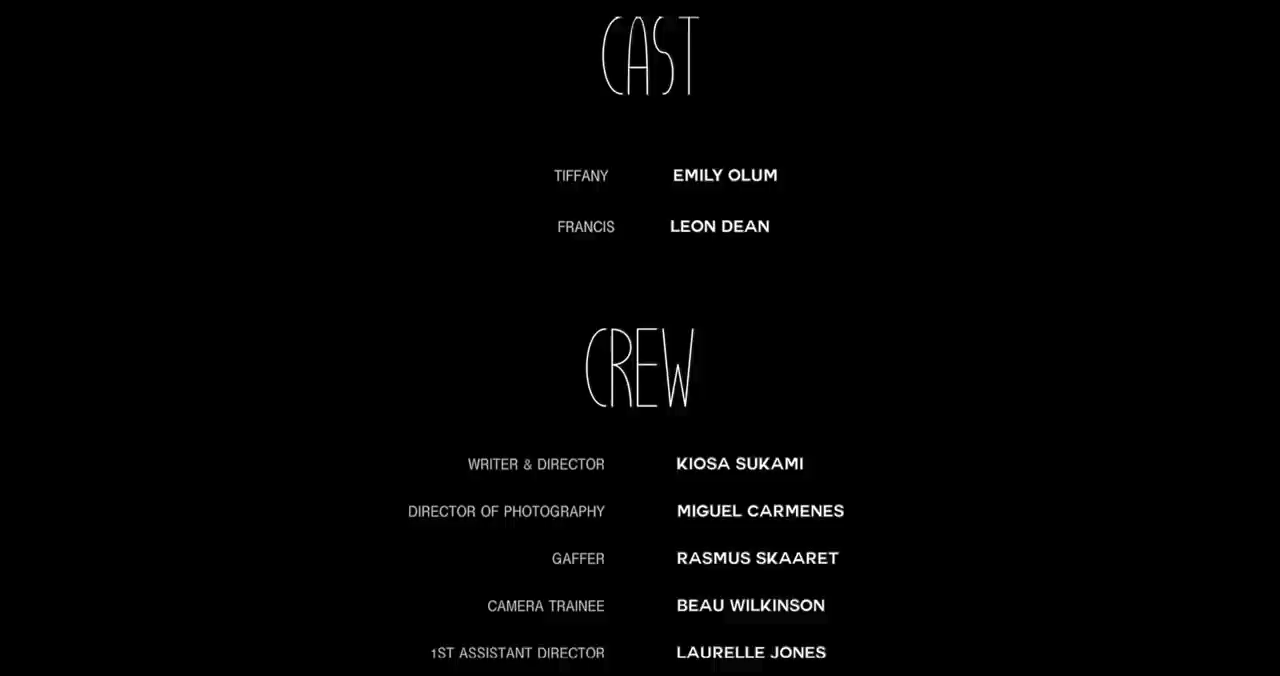 CAST
TIFFANY EMILY OLUM
FRANCIS LEON DEAN
CREW
WRITER & DIRECTOR KIOSA SUKAMI
DIRECTOR OF PHOTOGRAPHY MIGUEL CARMENES
GAFFER RASMUS SKAARET
CAMERA TRAINEE BEAU WILKINSON
1ST ASSISTANT DIRECTOR LAURELLE JONES